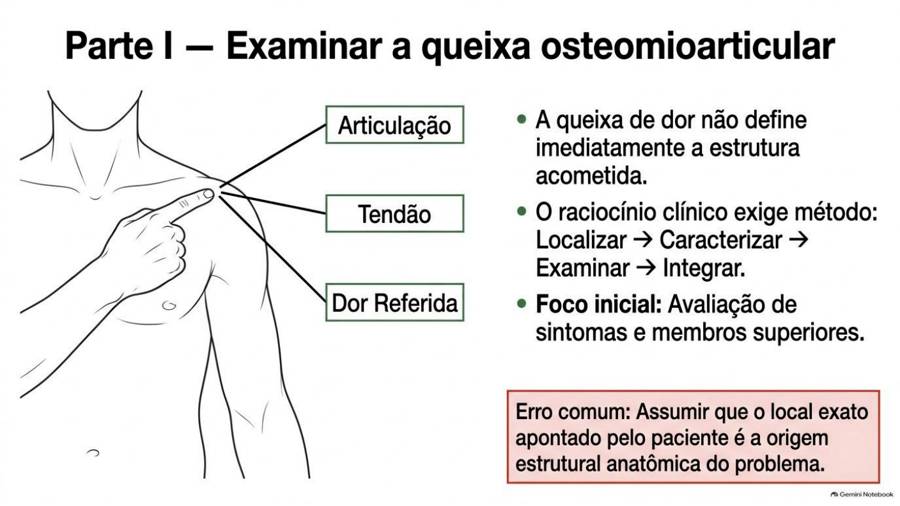 Parte I — Examinar a queixa osteomioarticular
Articulação
Tendão
Dor Referida
• A queixa de dor não define
imediatamente a estrutura
acometida.
• O raciocínio clínico exige método:
Localizar → Caracterizar →
Examinar → Integrar.
• Foco inicial: Avaliação de
sintomas e membros superiores.
Erro comum: Assumir que o local exato
apontado pelo paciente é a origem
estrutural anatômica do problema.
Gemini Notebook